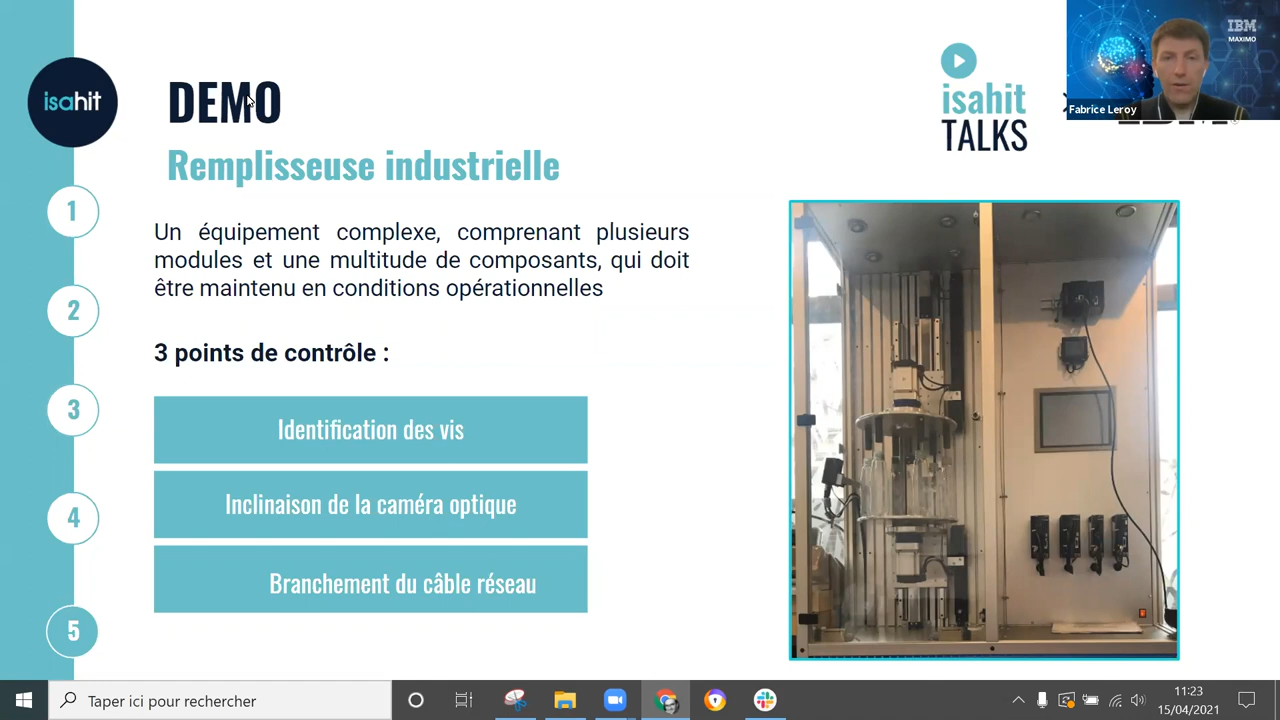 isahit
DEMO
Remplisseuse industrielle
isahit
TALKS
IBM
MAXIMO
Fabrice Leroy
1
2
3
4
5
Un équipement complexe, comprenant plusieurs
modules et une multitude de composants, qui doit
être maintenu en conditions opérationnelles
3 points de contrôle :
Identification des vis
Inclinaison de la caméra optique
Branchement du câble réseau
Taper ici pour rechercher
11:23
15/04/2021